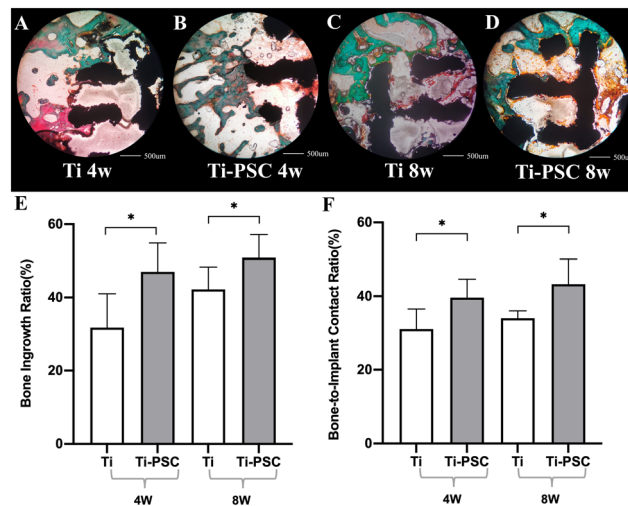 A B C D
500um 500um 500um 500um
Ti 4w Ti-PSC 4w Ti 8w Ti-PSC 8w
E
Bone Ingrowth Ratio(%)
60
40
20
0
* *
Ti Ti-PSC Ti Ti-PSC
4W 8W
F
Bone-to-Implant Contact Ratio(%)
60
40
20
0
* *
Ti Ti-PSC Ti Ti-PSC
4W 8W